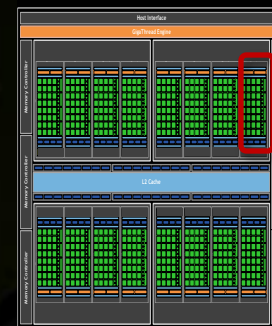 Host Interface
GigaThread Engine
Memory Controller
Memory Controller
L2 Cache
Memory Controller